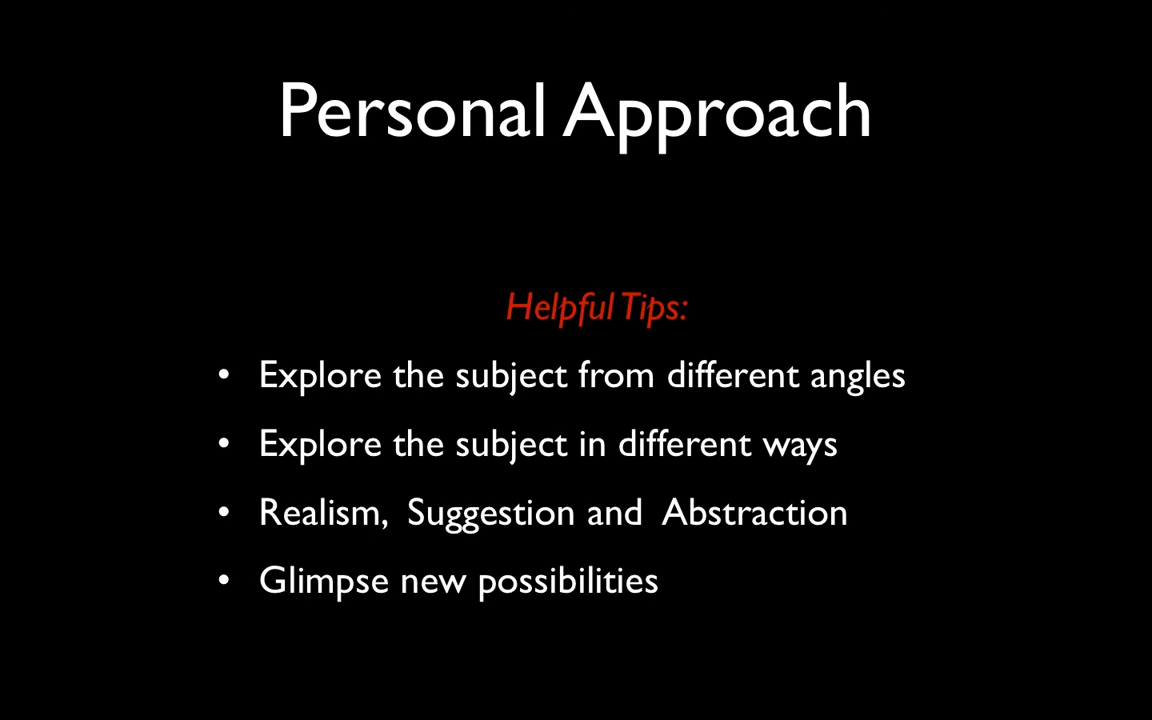 Personal Approach
Helpful Tips:
• Explore the subject from different angles
• Explore the subject in different ways
• Realism,  Suggestion and  Abstraction
• Glimpse new possibilities